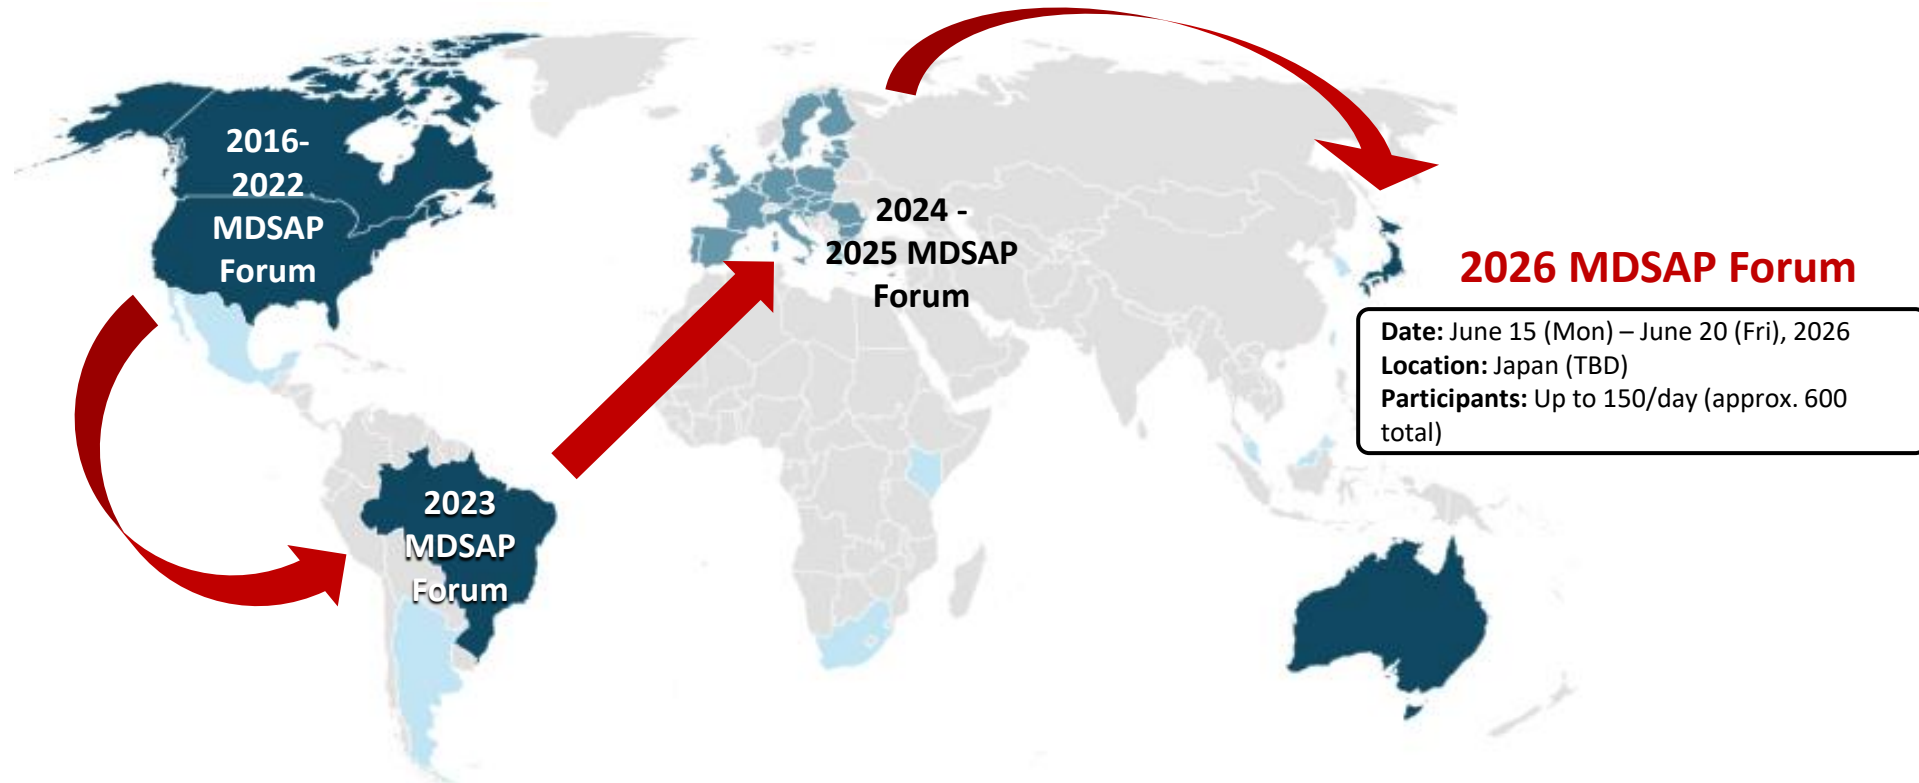 2016-
2022
MDSAP
Forum
2023
MDSAP
Forum
2024 -
2025 MDSAP
Forum
2026 MDSAP Forum
Date: June 15 (Mon) – June 20 (Fri), 2026
Location: Japan (TBD)
Participants: Up to 150/day (approx. 600
total)